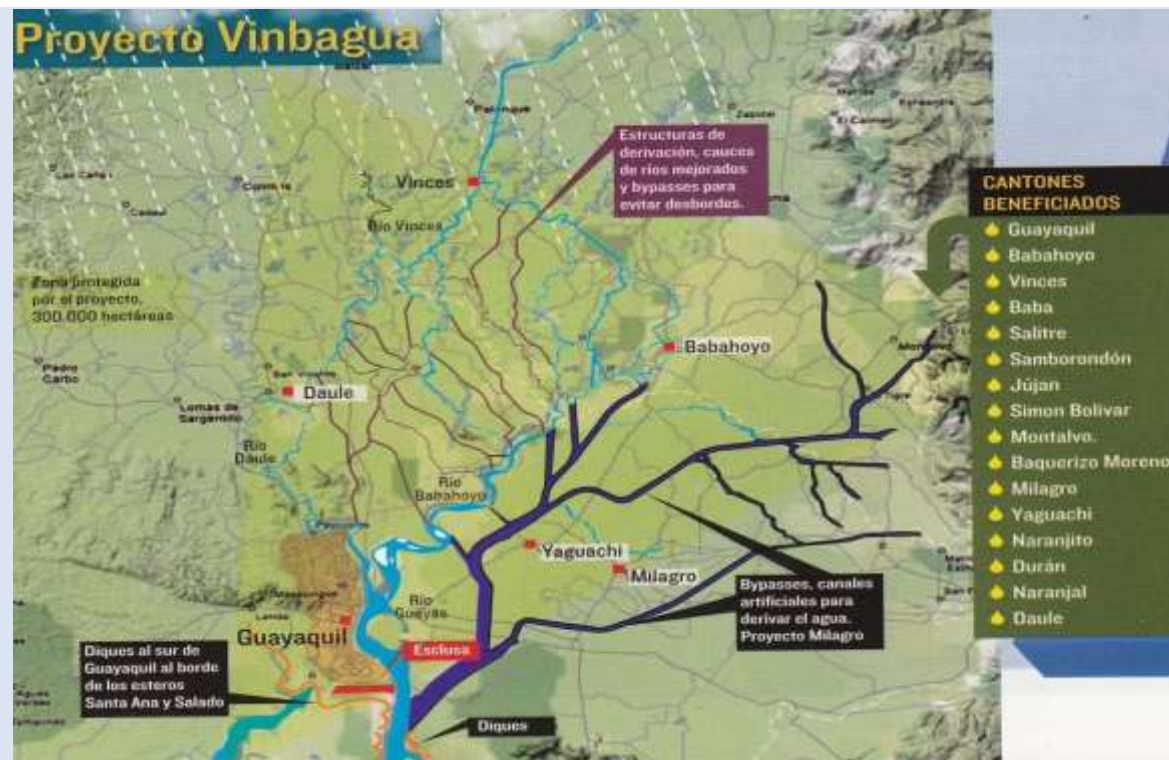 Proyecto Vinbagua
Palenque
Zapotal
El Caimen
Estructuras de
derivación, cauces
de ríos mejorados
y bypasses para
evitar desbordes.
Vinces
Río Vinces
CANTONES
BENEFICIADOS
Guayaquil
Babahoyo
Vinces
Baba
Salitre
Samborondón
Jújan
Simon Bolivar
Montalvo.
Baquerizo Moreno
Milagro
Yaguachi
Naranjito
Durán
Naranjal
Daule
Zona protegida
por el proyecto,
300.000 hectáreas
Babahoyo
Pedro
Carbo
Daule
Lomas de
Sargentillo
Río
Daule
Río
Babahoyo
Yaguachi
Milagro
Río
Guayas
Guayaquil
Esclusa
Bypasses, canales
artificiales para
derivar el agua.
Proyecto Milagro
Diques al sur de
Guayaquil al borde
de los esteros
Santa Ana y Salado
Diques